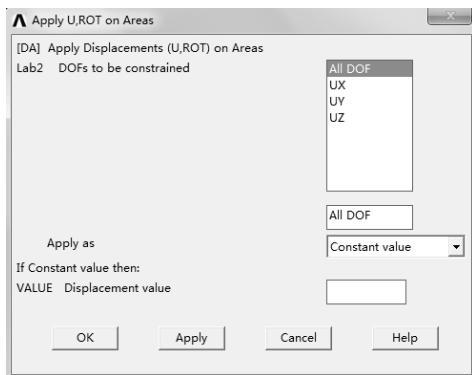 Apply U,ROT on Areas
[DA] Apply Displacements (U,ROT) on Areas
Lab2 DOFs to be constrained
All DOF
UX
UY
UZ
All DOF
Apply as
Constant value
If Constant value then:
VALUE Displacement value
OK Apply Cancel Help